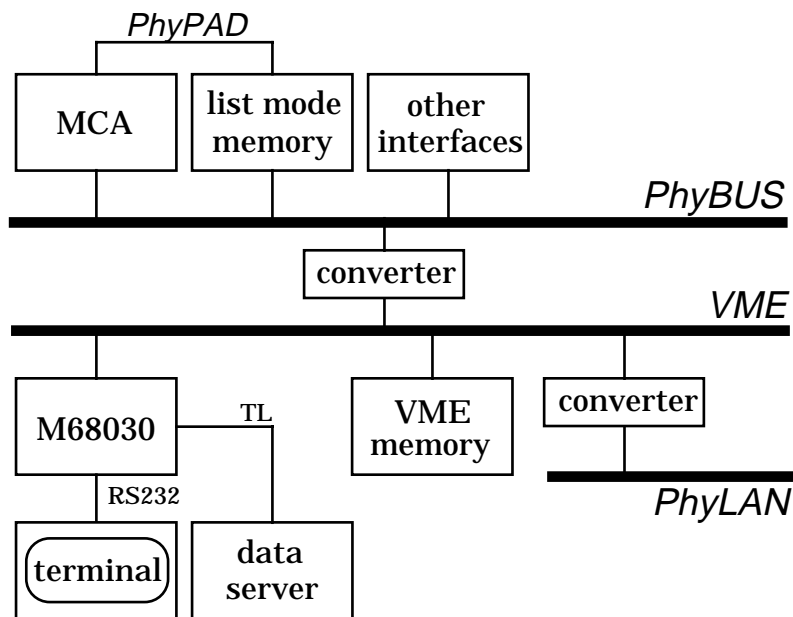 PhyPAD
MCA
list mode
memory
other
interfaces
PhyBUS
converter
VME
M68030
TL
VME
memory
converter
RS232
PhyLAN
terminal
data
server